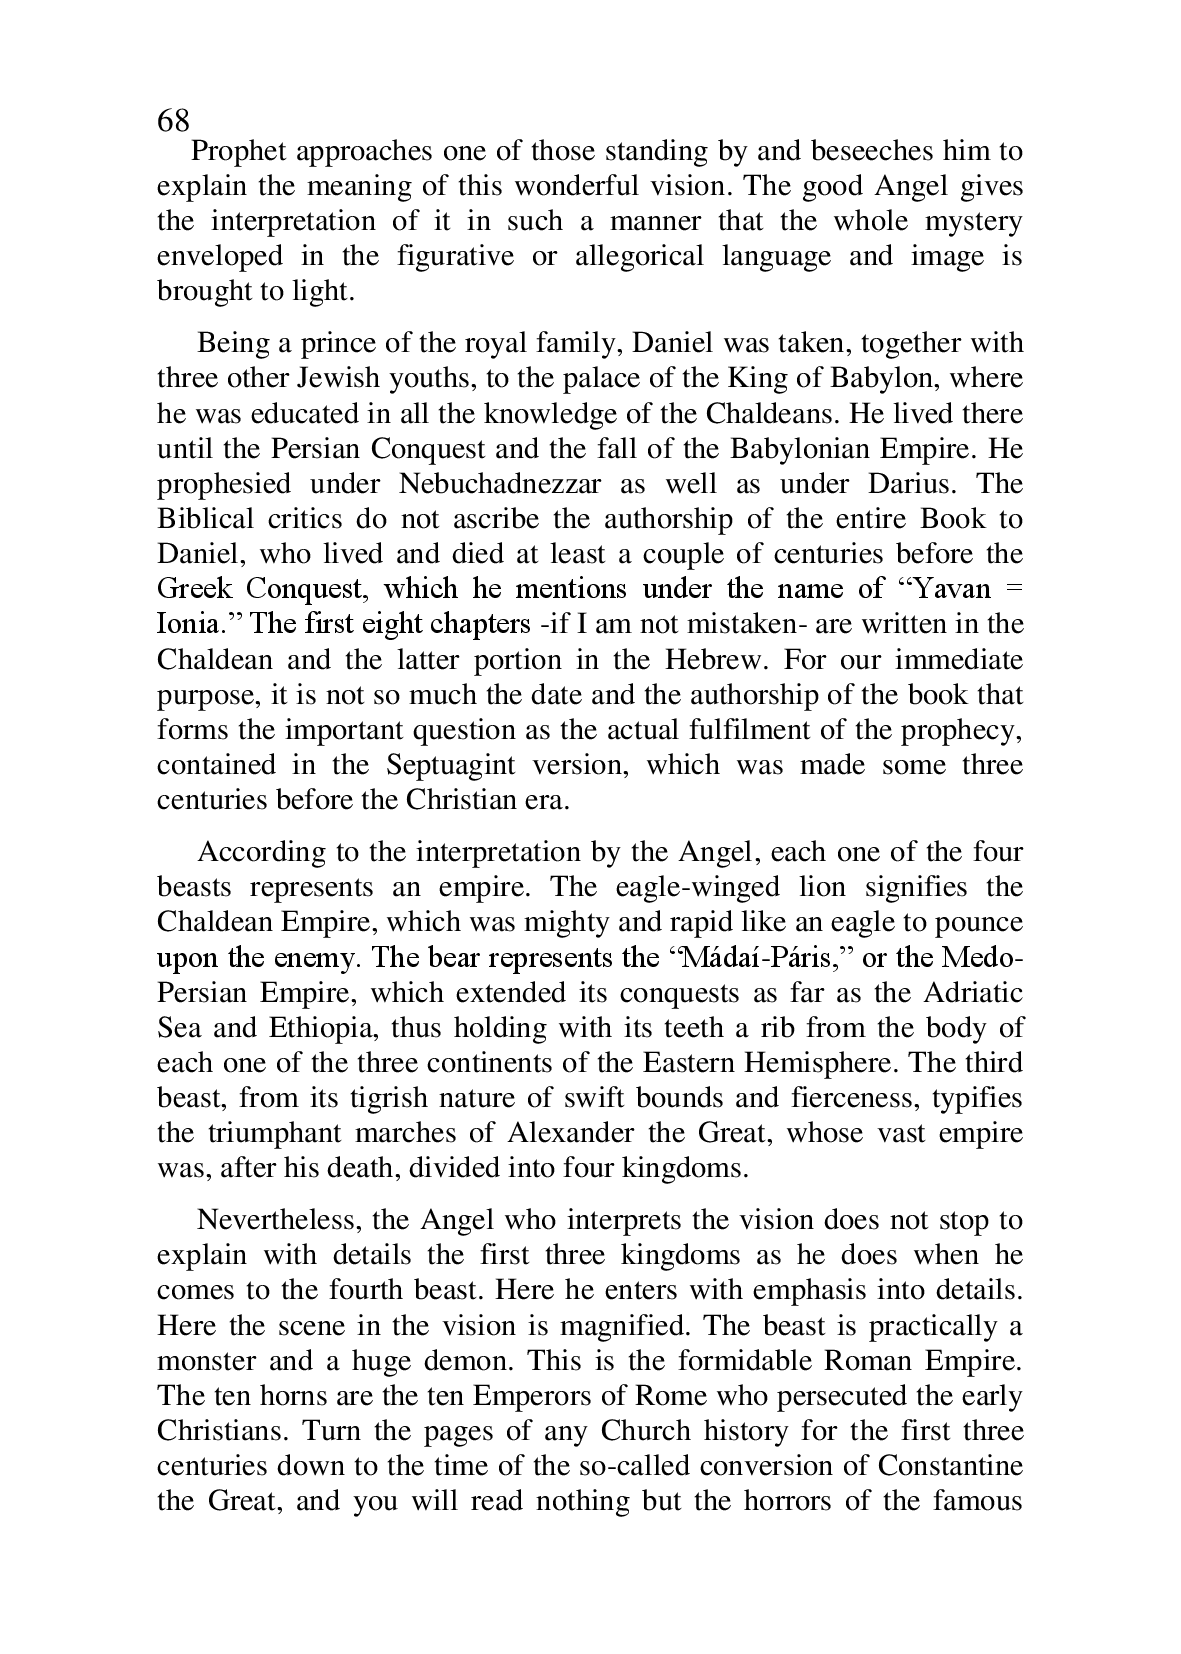 68
Prophet approaches one of those standing by and beseeches him to
explain the meaning of this wonderful vision. The good Angel gives
the interpretation of it in such a manner that the whole mystery
enveloped in the figurative or allegorical language and image is
brought to light.
Being a prince of the royal family, Daniel was taken, together with
three other Jewish youths, to the palace of the King of Babylon, where
he was educated in all the knowledge of the Chaldeans. He lived there
until the Persian Conquest and the fall of the Babylonian Empire. He
prophesied under Nebuchadnezzar as well as under Darius. The
Biblical critics do not ascribe the authorship of the entire Book to
Daniel, who lived and died at least a couple of centuries before the
Greek Conquest, which he mentions under the name of “Yavan =
Ionia.” The first eight chapters -if I am not mistaken- are written in the
Chaldean and the latter portion in the Hebrew. For our immediate
purpose, it is not so much the date and the authorship of the book that
forms the important question as the actual fulfilment of the prophecy,
contained in the Septuagint version, which was made some three
centuries before the Christian era.
According to the interpretation by the Angel, each one of the four
beasts represents an empire. The eagle-winged lion signifies the
Chaldean Empire, which was mighty and rapid like an eagle to pounce
upon the enemy. The bear represents the “Mádaí-Páris,” or the Medo-
Persian Empire, which extended its conquests as far as the Adriatic
Sea and Ethiopia, thus holding with its teeth a rib from the body of
each one of the three continents of the Eastern Hemisphere. The third
beast, from its tigrish nature of swift bounds and fierceness, typifies
the triumphant marches of Alexander the Great, whose vast empire
was, after his death, divided into four kingdoms.
Nevertheless, the Angel who interprets the vision does not stop to
explain with details the first three kingdoms as he does when he
comes to the fourth beast. Here he enters with emphasis into details.
Here the scene in the vision is magnified. The beast is practically a
monster and a huge demon. This is the formidable Roman Empire.
The ten horns are the ten Emperors of Rome who persecuted the early
Christians. Turn the pages of any Church history for the first three
centuries down to the time of the so-called conversion of Constantine
the Great, and you will read nothing but the horrors of the famous